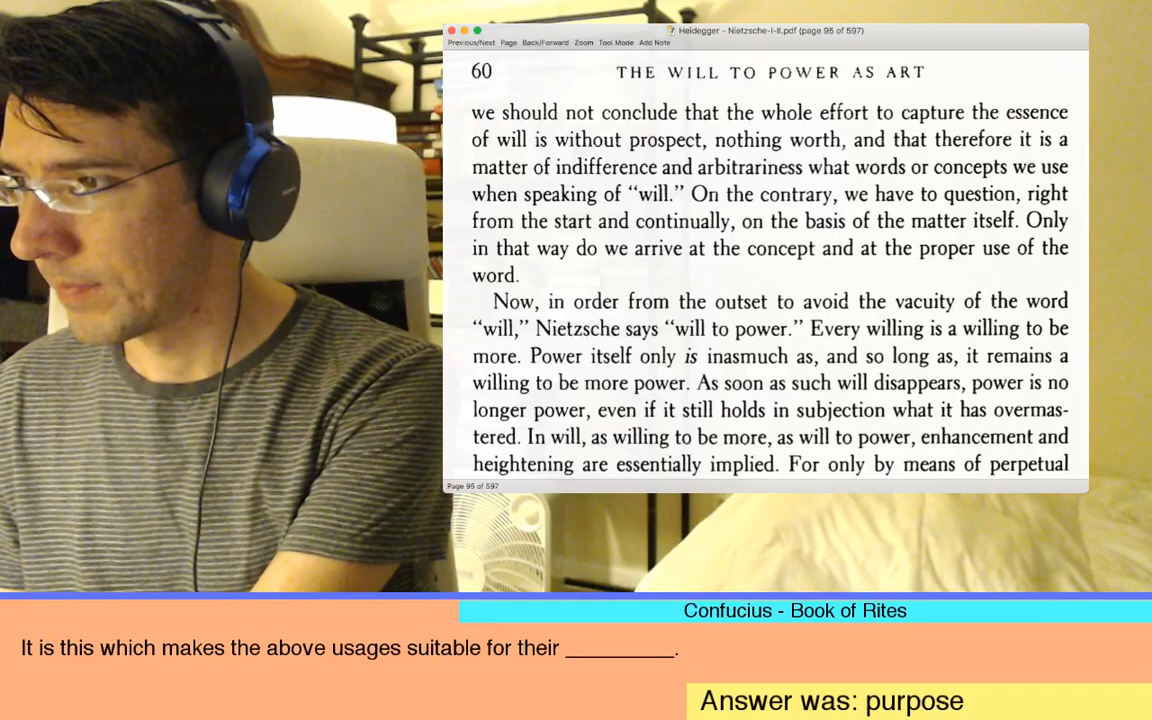 Heidegger - Nietzsche-I-II.pdf (page 95 of 597)
Previous/Next Page Back/Forward Zoom Tool Mode Add Note
60 THE WILL TO POWER AS ART
we should not conclude that the whole effort to capture the essence
of will is without prospect, nothing worth, and that therefore it is a
matter of indifference and arbitrariness what words or concepts we use
when speaking of “will.” On the contrary, we have to question, right
from the start and continually, on the basis of the matter itself. Only
in that way do we arrive at the concept and at the proper use of the
word.
Now, in order from the outset to avoid the vacuity of the word
“will,” Nietzsche says “will to power.” Every willing is a willing to be
more. Power itself only is inasmuch as, and so long as, it remains a
willing to be more power. As soon as such will disappears, power is no
longer power, even if it still holds in subjection what it has overmas-
tered. In will, as willing to be more, as will to power, enhancement and
heightening are essentially implied. For only by means of perpetual
Page 95 of 597
SONY
Confucius - Book of Rites
It is this which makes the above usages suitable for their __________.
Answer was: purpose